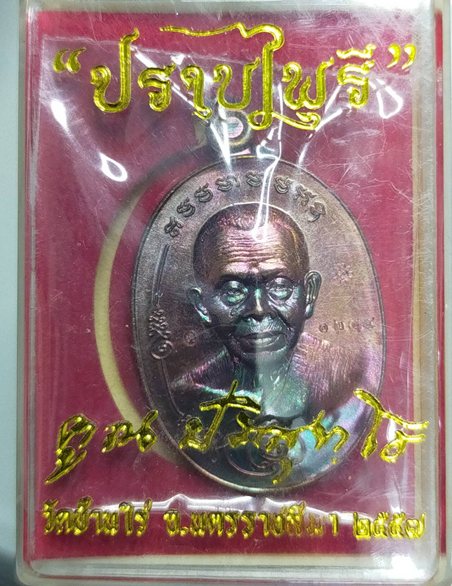 “ปราบไพรี”
คูณ ปริสุทฺโธ
วัดบ้านไร่ จ.นครราชสีมา ๒๕๕๗